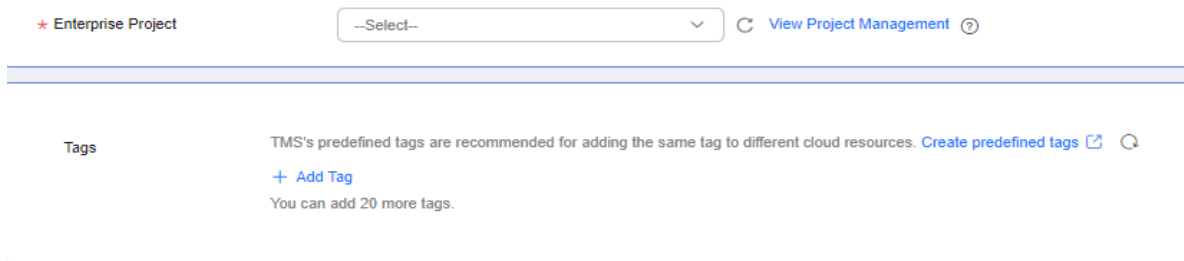 * Enterprise Project --Select-- View Project Management ?
Tags TMS's predefined tags are recommended for adding the same tag to different cloud resources. Create predefined tags
+ Add Tag
You can add 20 more tags.